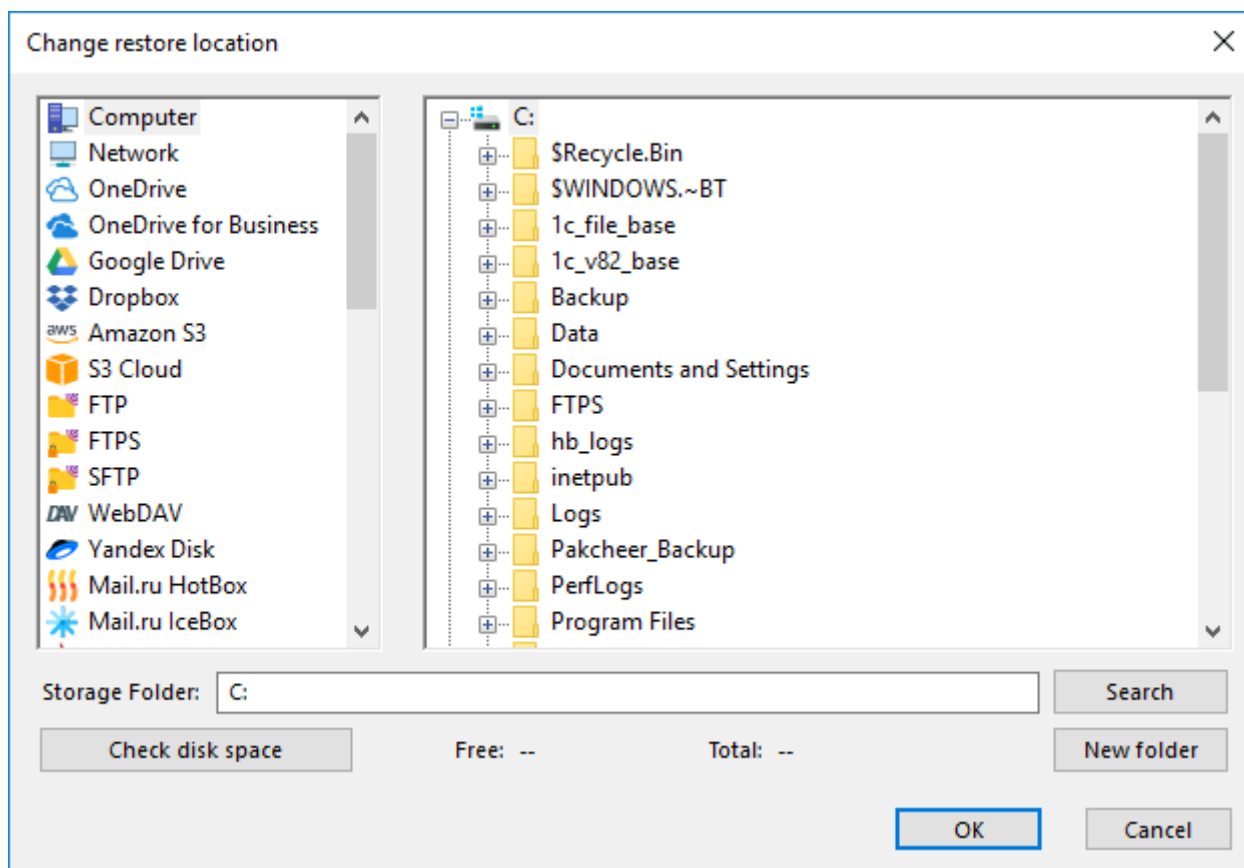 Change restore location
Computer
Network
OneDrive
OneDrive for Business
Google Drive
Dropbox
aws Amazon S3
S3 Cloud
FTP
FTPS
SFTP
DAV WebDAV
Yandex Disk
Mail.ru HotBox
Mail.ru IceBox
C:
$Recycle.Bin
$WINDOWS.~BT
1c_file_base
1c_v82_base
Backup
Data
Documents and Settings
FTPS
hb_logs
inetpub
Logs
Pakcheer_Backup
PerfLogs
Program Files
Storage Folder: C: Search
Check disk space Free: -- Total: -- New folder
OK Cancel